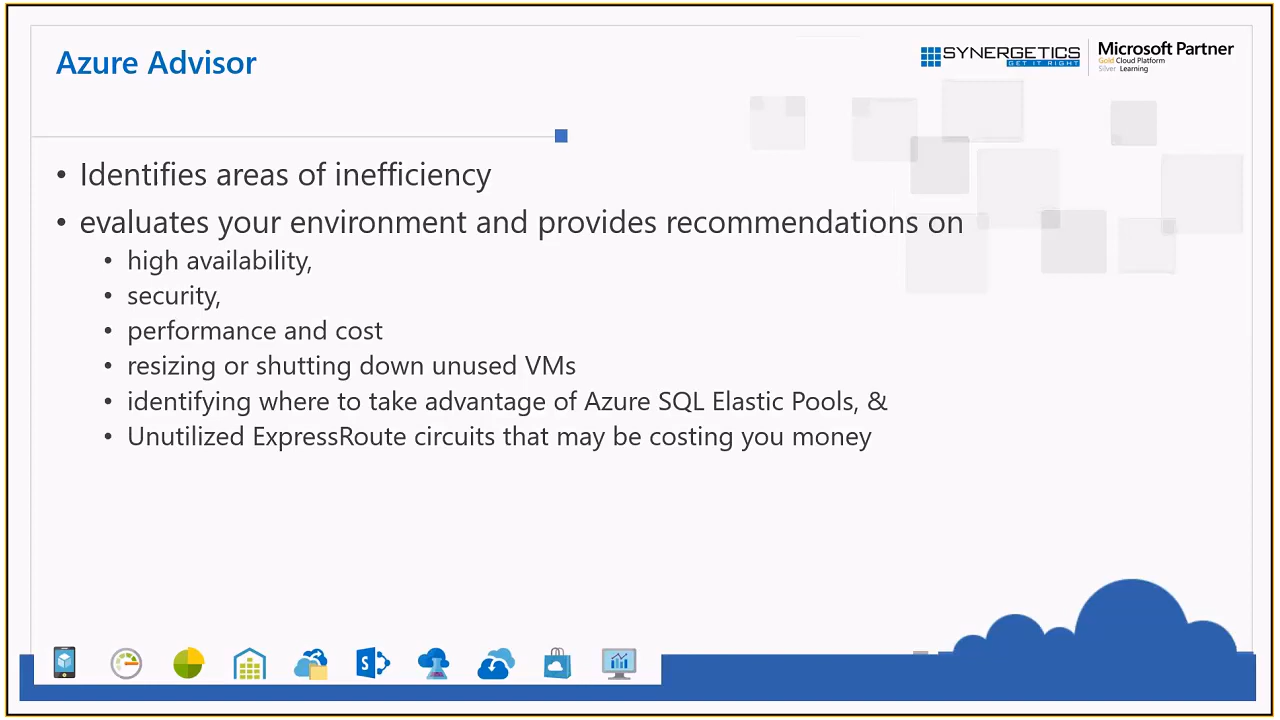 Azure Advisor
SYNERGETICS
GET IT RIGHT
Microsoft Partner
Gold Cloud Platform
Silver Learning
• Identifies areas of inefficiency
• evaluates your environment and provides recommendations on
• high availability,
• security,
• performance and cost
• resizing or shutting down unused VMs
• identifying where to take advantage of Azure SQL Elastic Pools, &
• Unutilized ExpressRoute circuits that may be costing you money
S